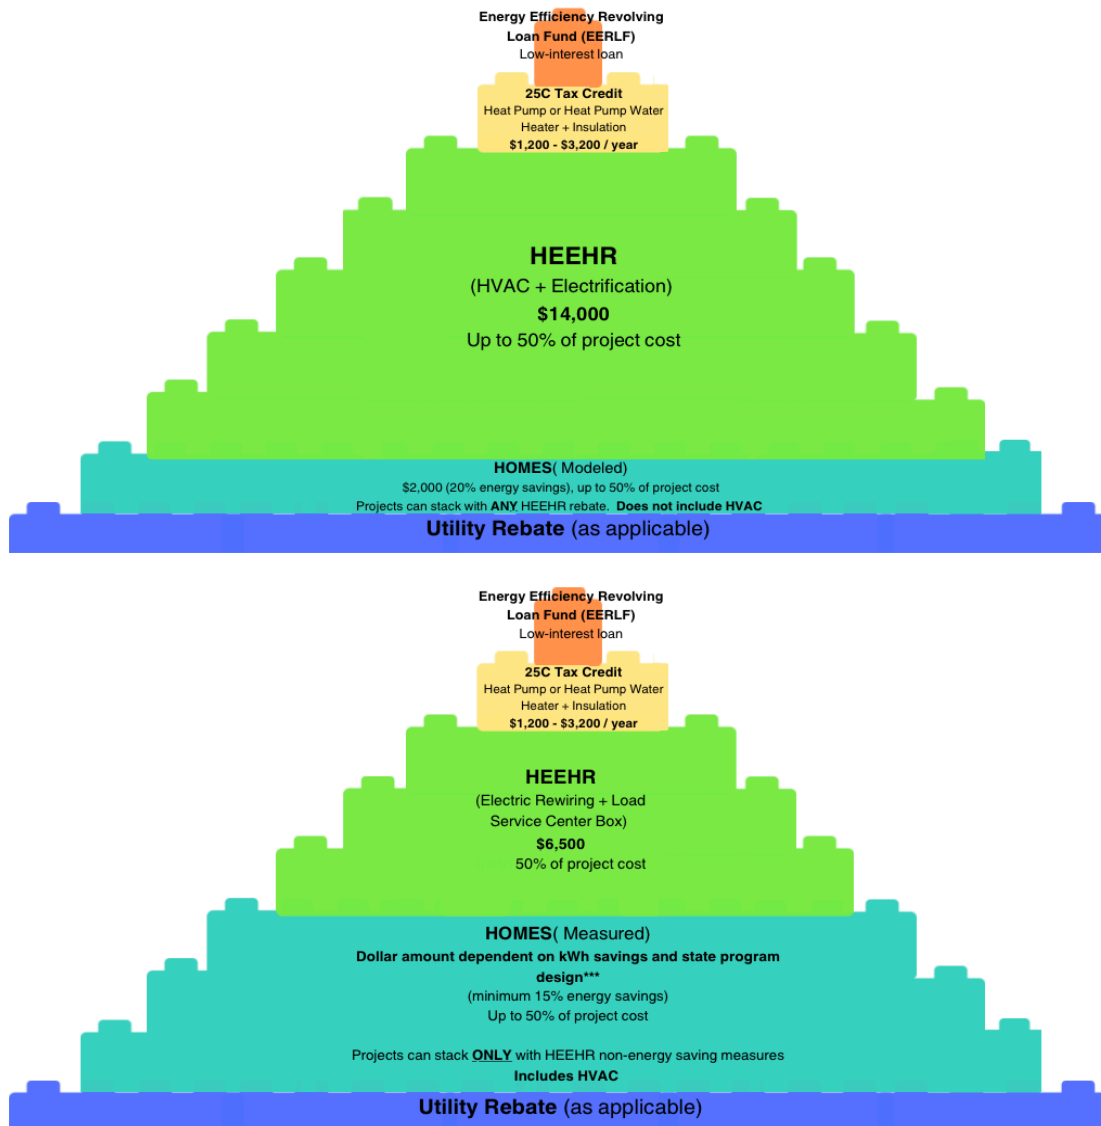 Energy Efficiency Revolving
Loan Fund (EERLF)
Low-interest loan
25C Tax Credit
Heat Pump or Heat Pump Water
Heater + Insulation
$1,200 - $3,200 / year
HEEHR
(HVAC + Electrification)
$14,000
Up to 50% of project cost
HOMES( Modeled)
$2,000 (20% energy savings), up to 50% of project cost
Projects can stack with ANY HEEHR rebate. Does not include HVAC
Utility Rebate (as applicable)
Energy Efficiency Revolving
Loan Fund (EERLF)
Low-interest loan
25C Tax Credit
Heat Pump or Heat Pump Water
Heater + Insulation
$1,200 - $3,200 / year
HEEHR
(Electric Rewiring + Load
Service Center Box)
$6,500
50% of project cost
HOMES( Measured)
Dollar amount dependent on kWh savings and state program
design***
(minimum 15% energy savings)
Up to 50% of project cost
Projects can stack ONLY with HEEHR non-energy saving measures
Includes HVAC
Utility Rebate (as applicable)